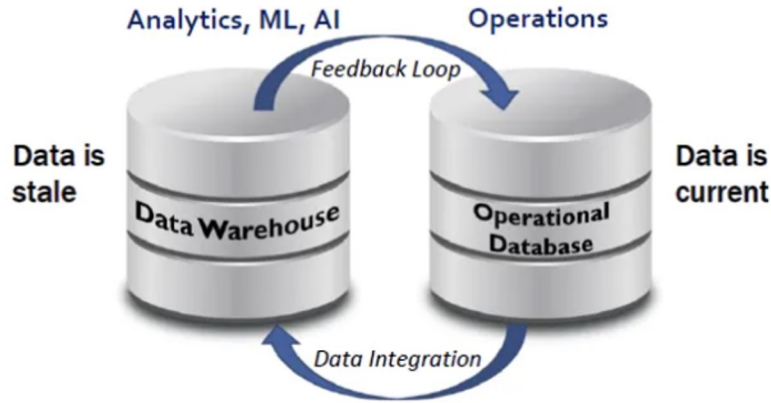 Analytics, ML, AI
Operations
Feedback Loop
Data is
stale
Data Warehouse
Operational
Database
Data is
current
Data Integration